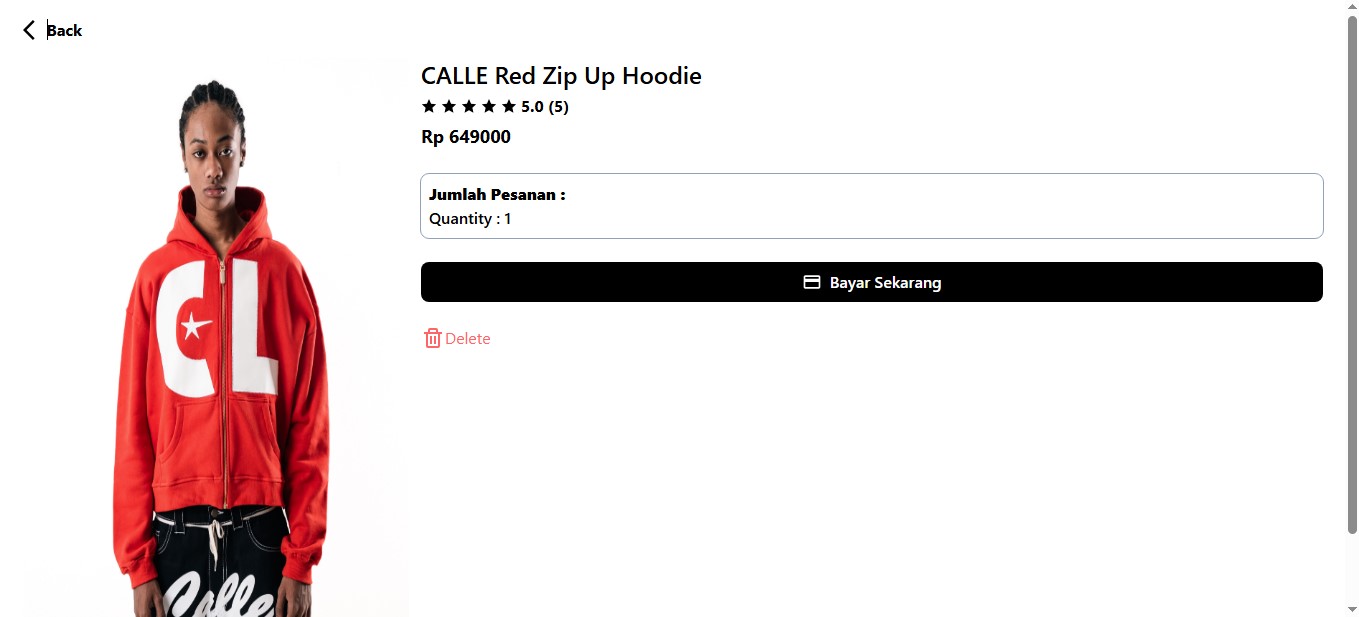 Back
CALLE Red Zip Up Hoodie
5.0 (5)
Rp 649000
Jumlah Pesanan :
Quantity : 1
Bayar Sekarang
Delete
CL
Calle